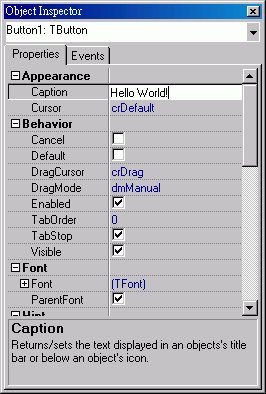 Object Inspector
Button1: TButton
Properties Events
Appearance
Caption Hello World!
Cursor crDefault
Behavior
Cancel
Default
DragCursor crDrag
DragMode dmManual
Enabled
TabOrder 0
TabStop
Visible
Font
Font (TFont)
ParentFont
Hint
Caption
Returns/sets the text displayed in an objects's title
bar or below an object's icon.